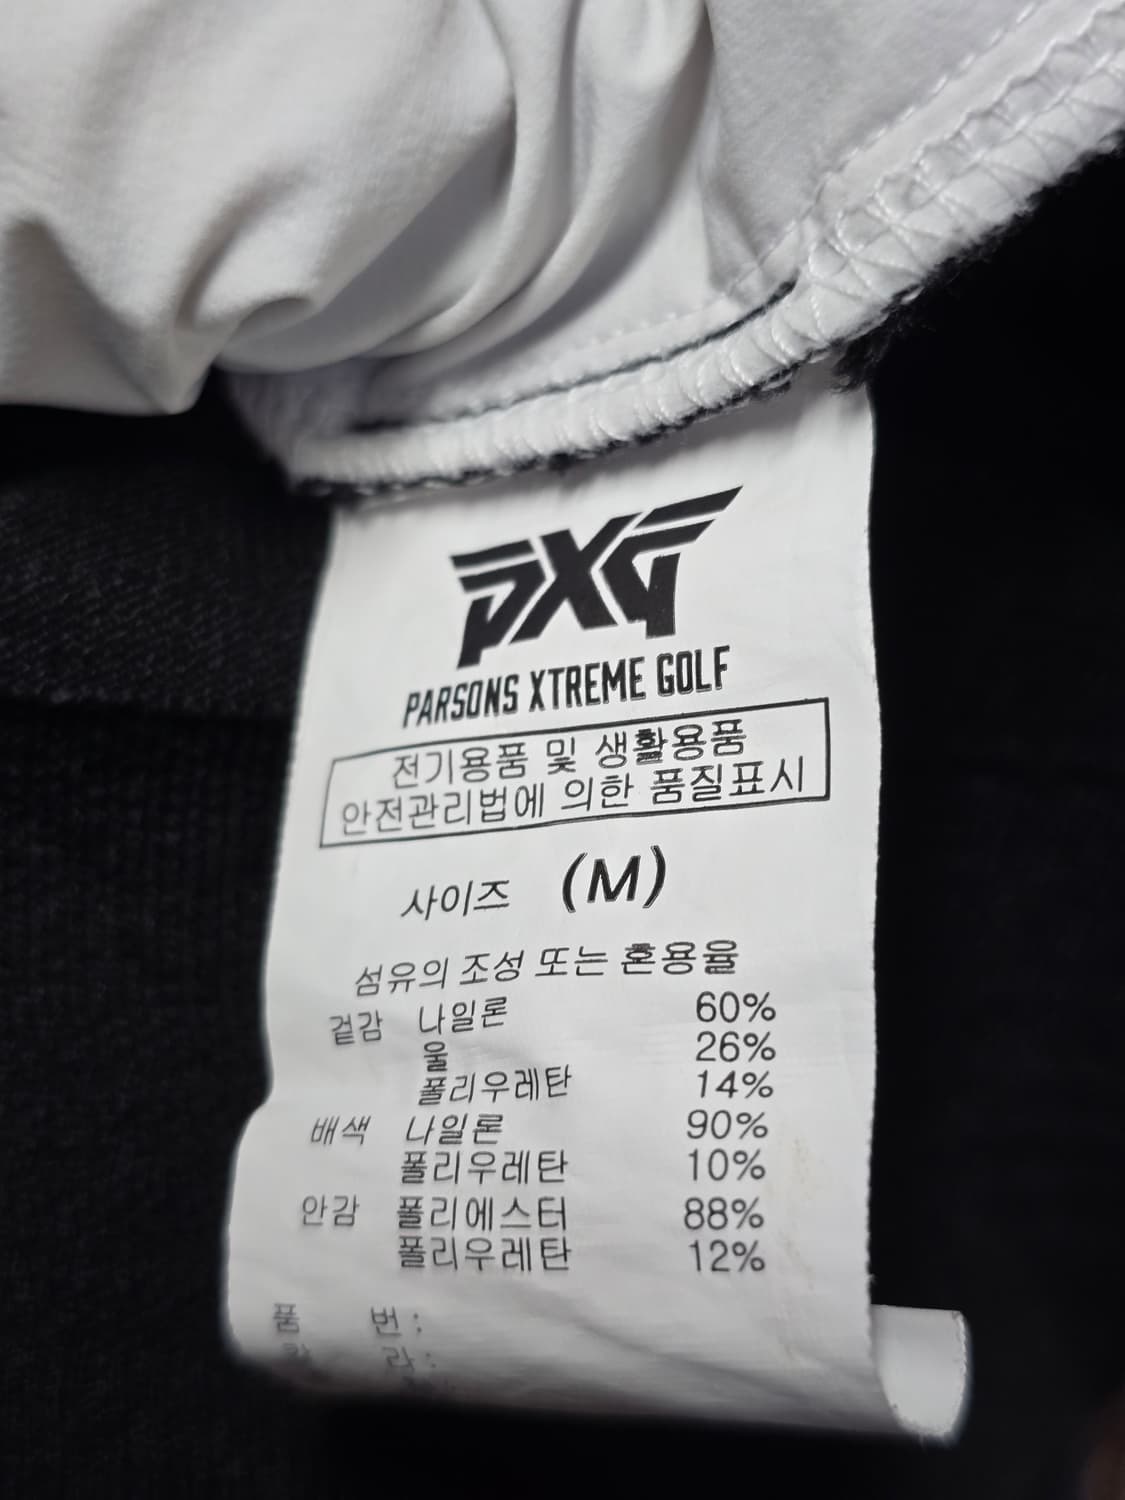 PXG
PARSONS XTREME GOLF
전기용품 및 생활용품
안전관리법에 의한 품질표시
사이즈 (M)
섬유의 조성 또는 혼용율
겉감 나일론 60%
울 26%
폴리우레탄 14%
배색 나일론 90%
폴리우레탄 10%
안감 폴리에스터 88%
폴리우레탄 12%
품 번 :
칼 라 :